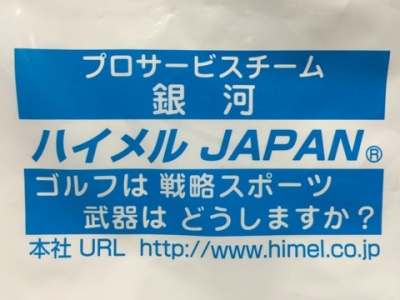 プロサービスチーム
銀河
ハイメル JAPAN®
ゴルフは 戦略スポーツ
武器は どうしますか？
本社 URL http://www.himel.co.jp